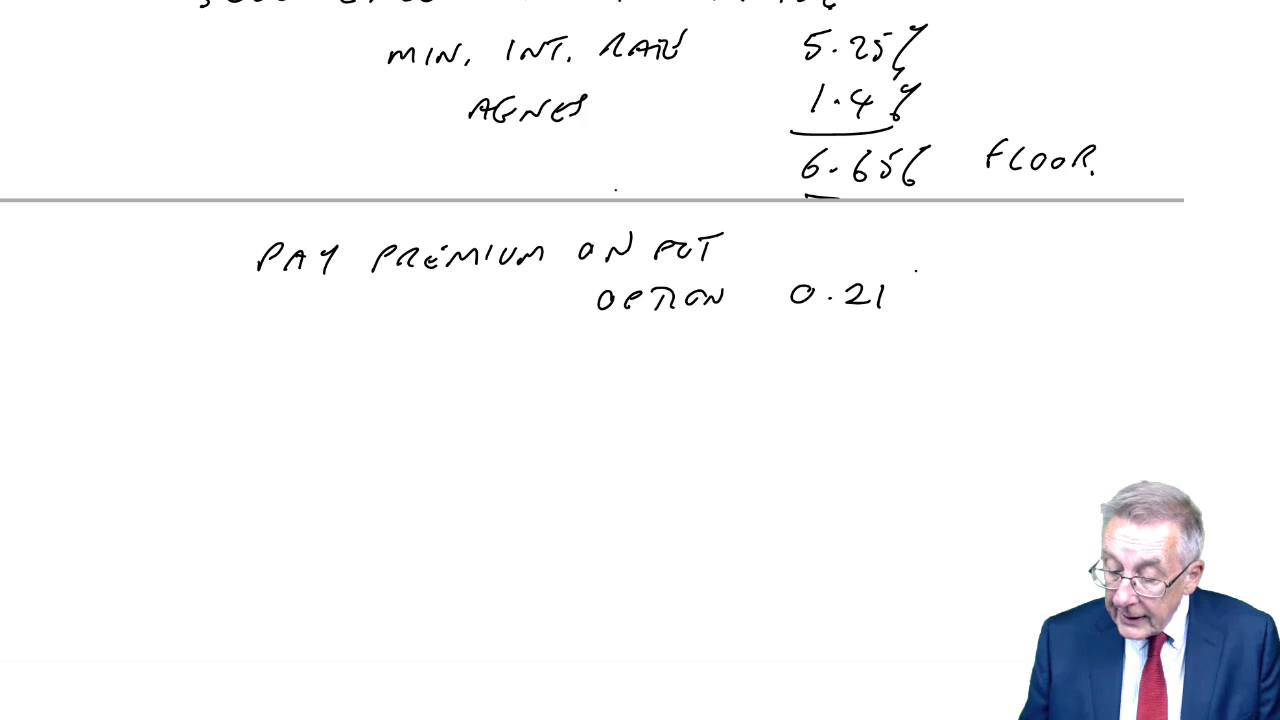 MIN. INT. RATE 5.25%
AGNES 1.4%
6.65% FLOOR.
PAY PREMIUM ON PUT
OPTION 0.21